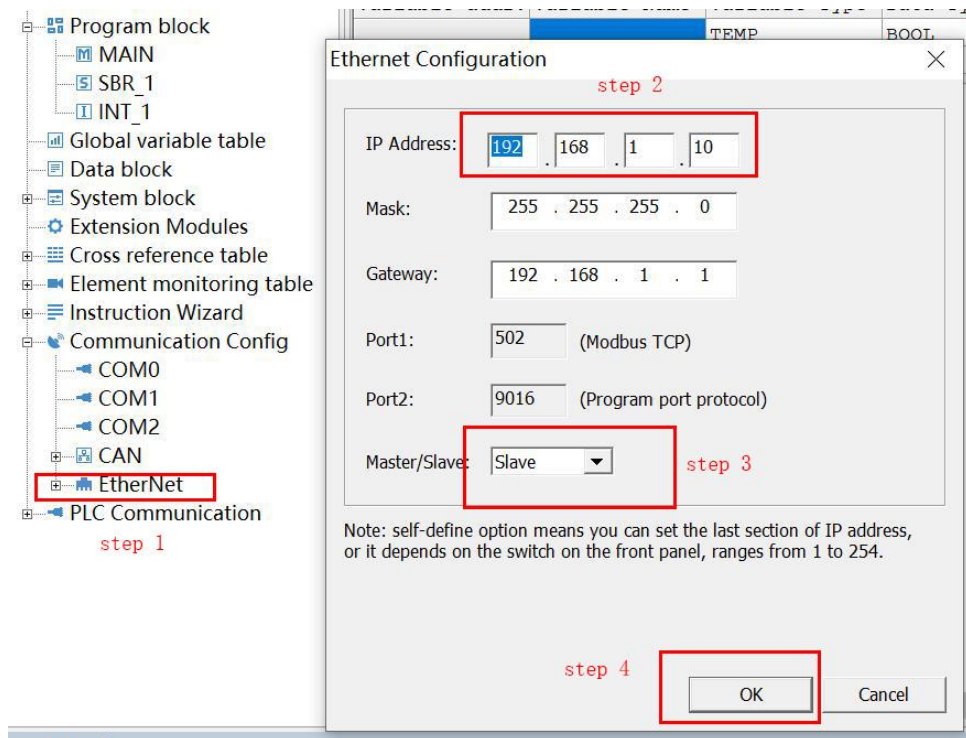 Program block
M MAIN
S SBR_1
I INT_1
Global variable table
Data block
System block
Extension Modules
Cross reference table
Element monitoring table
Instruction Wizard
Communication Config
COM0
COM1
COM2
CAN
EtherNet
PLC Communication
step 1
TEMP BOOL
Ethernet Configuration
step 2
IP Address: 192 . 168 . 1 . 10
Mask: 255 . 255 . 255 . 0
Gateway: 192 . 168 . 1 . 1
Port1: 502 (Modbus TCP)
Port2: 9016 (Program port protocol)
Master/Slave: Slave
step 3
Note: self-define option means you can set the last section of IP address,
or it depends on the switch on the front panel, ranges from 1 to 254.
step 4
OK Cancel